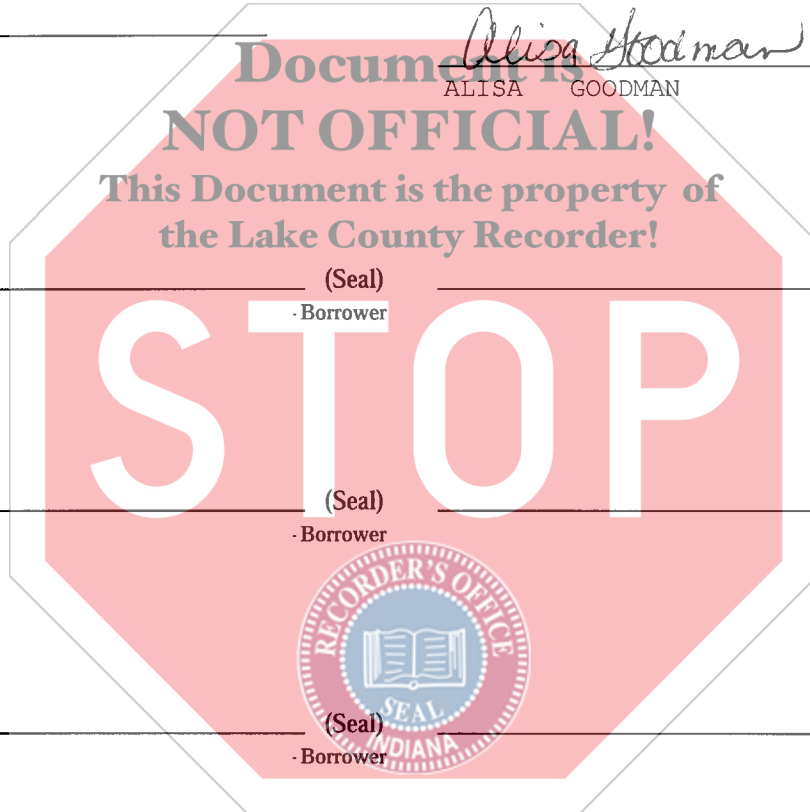 Alisa Goodman
Document is
ALISA GOODMAN
NOT OFFICIAL!
This Document is the property of
the Lake County Recorder!
(Seal)
- Borrower
STOP
(Seal)
- Borrower
RECORDER'S OFFICE
SEAL
INDIANA
(Seal)
- Borrower